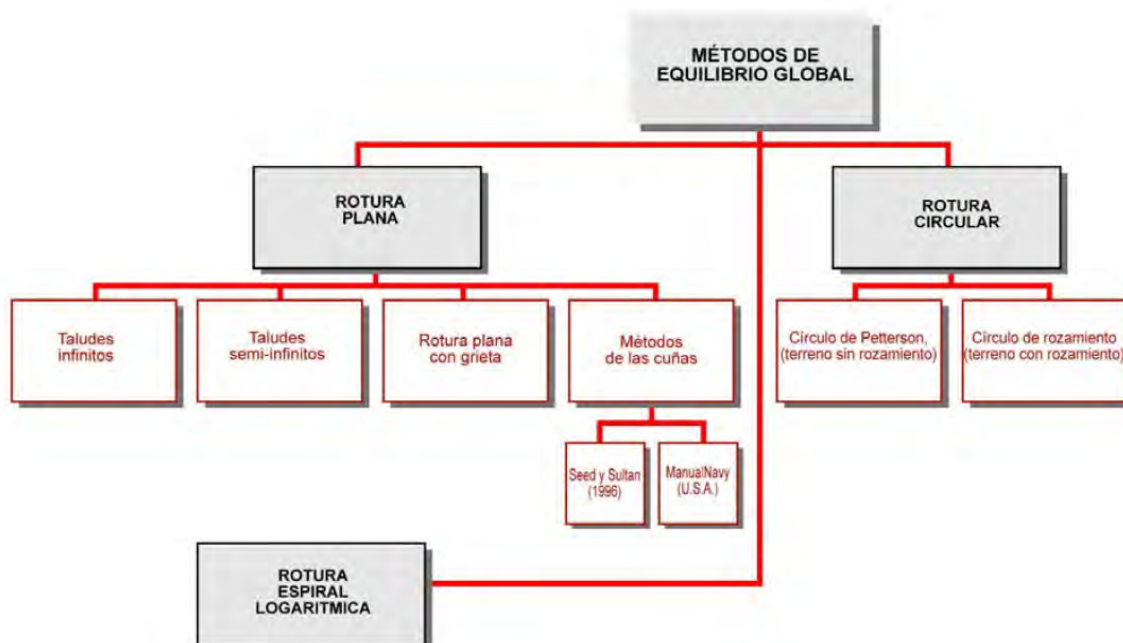 MÉTODOS DE
EQUILIBRIO GLOBAL
ROTURA
PLANA
ROTURA
CIRCULAR
Taludes
infinitos
Taludes
semi-infinitos
Rotura plana
con grieta
Métodos
de las cuñas
Círculo de Petterson,
(terreno sin rozamiento)
Círculo de rozamiento
(terreno con rozamiento)
Seed y Sultan
(1996)
ManualNavy
(U.S.A.)
ROTURA
ESPIRAL
LOGARITMICA